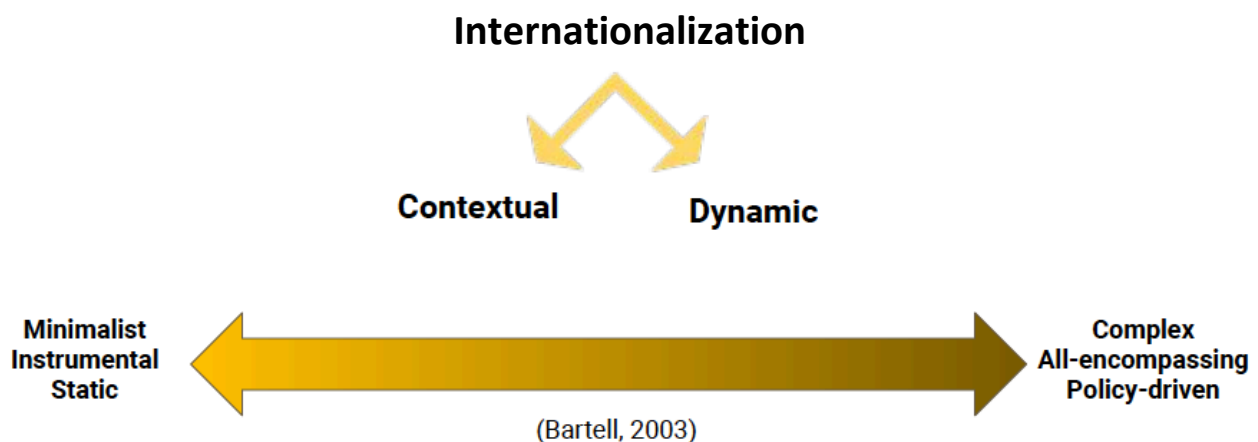 Internationalization
Contextual
Dynamic
Minimalist
Instrumental
Static
Complex
All-encompassing
Policy-driven
(Bartell, 2003)